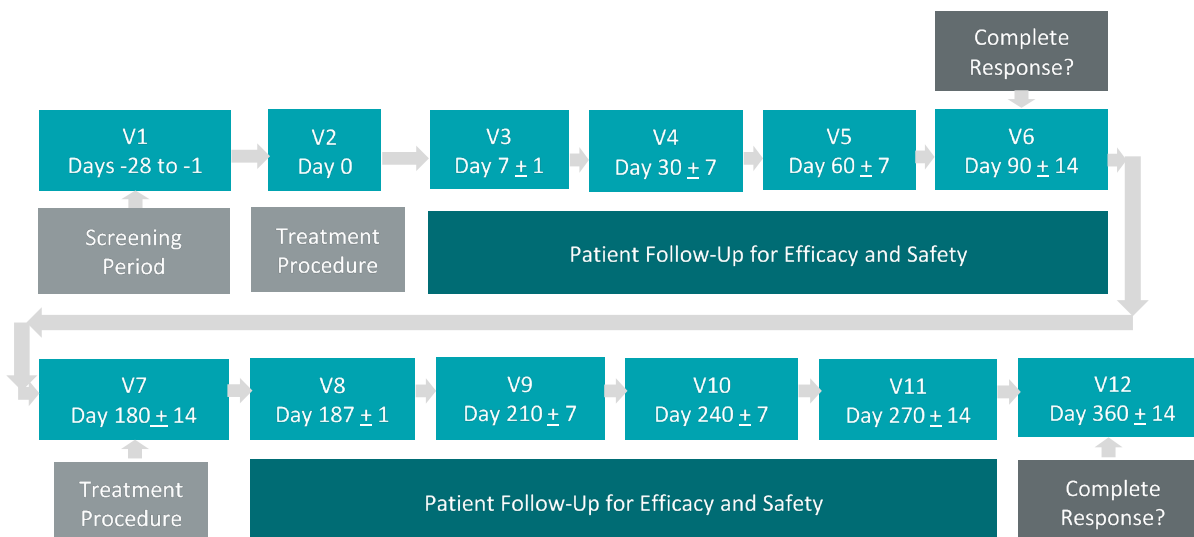 Complete
Response?
V1
Days -28 to -1
V2
Day 0
V3
Day 7 ± 1
V4
Day 30 ± 7
V5
Day 60 ± 7
V6
Day 90 ± 14
Screening
Period
Treatment
Procedure
Patient Follow-Up for Efficacy and Safety
V7
Day 180 ± 14
V8
Day 187 ± 1
V9
Day 210 ± 7
V10
Day 240 ± 7
V11
Day 270 ± 14
V12
Day 360 ± 14
Treatment
Procedure
Patient Follow-Up for Efficacy and Safety
Complete
Response?